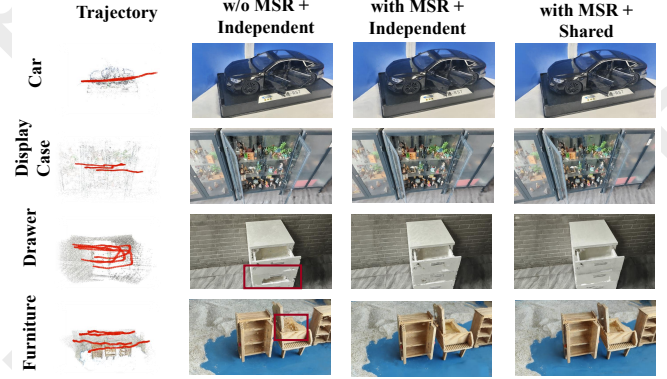 Trajectory
w/o MSR +
Independent
with MSR +
Independent
with MSR +
Shared
Car
Display
Case
Drawer
Furniture